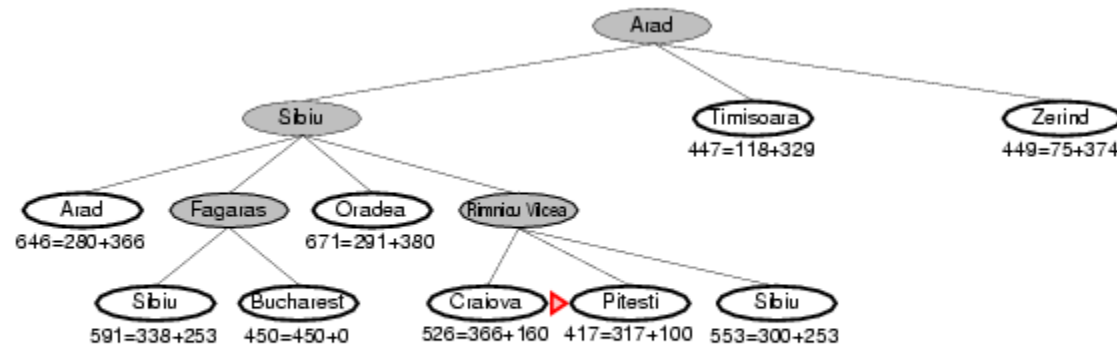 Arad
Sibiu
Timisoara
Zerind
447=118+329
449=75+374
Arad
Fagaras
Oradea
Rimnicu Vilcea
646=280+366
671=291+380
Sibiu
Bucharest
Craiova
Pitesti
Sibiu
591=338+253
450=450+0
526=366+160
417=317+100
553=300+253